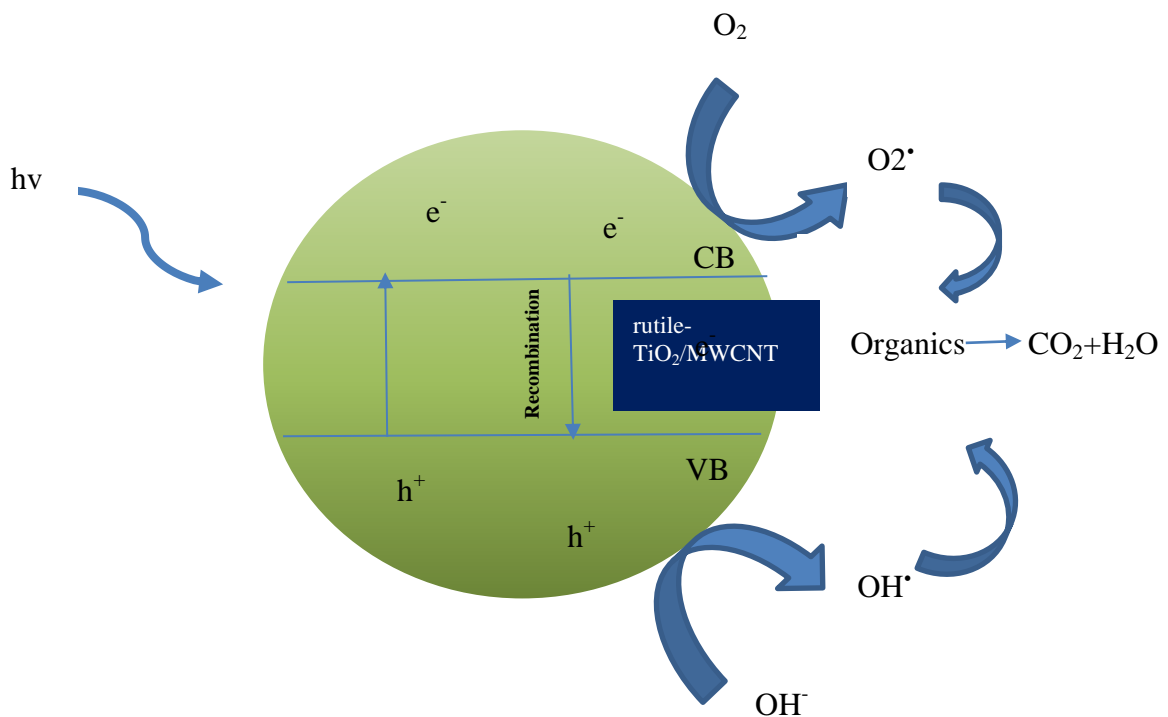 O₂
O2•
hv
e⁻
e⁻
CB
Recombination
rutile-
TiO₂/MWCNT
e⁻
Organics
CO₂+H₂O
VB
h⁺
h⁺
OH•
OH⁻